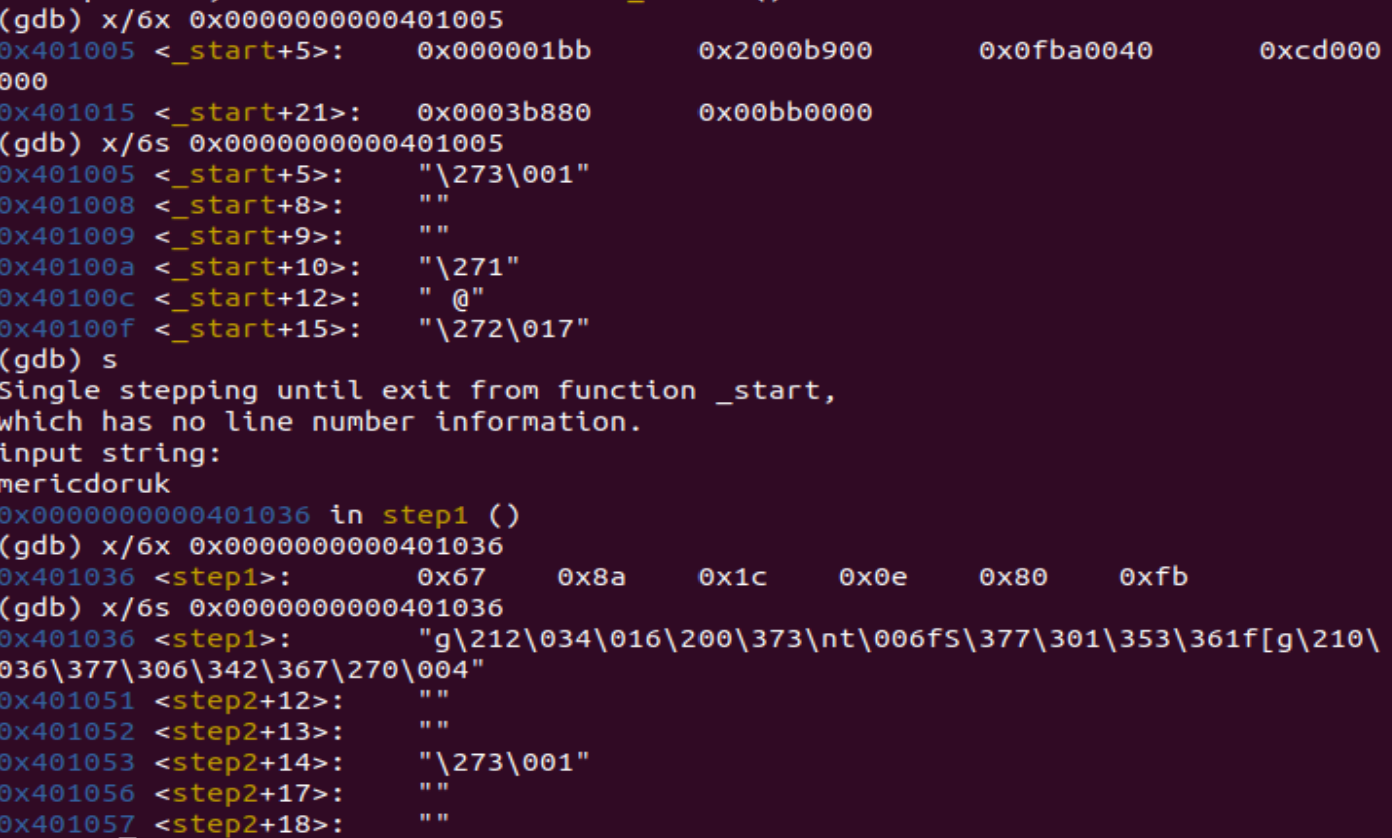 (gdb) x/6x 0x0000000000401005
0x401005 <_start+5>: 0x000001bb 0x2000b900 0x0fba0040 0xcd000
000
0x401015 <_start+21>: 0x0003b880 0x00bb0000
(gdb) x/6s 0x0000000000401005
0x401005 <_start+5>: "\273\001"
0x401008 <_start+8>: ""
0x401009 <_start+9>: ""
0x40100a <_start+10>: "\271"
0x40100c <_start+12>: " @"
0x40100f <_start+15>: "\272\017"
(gdb) s
Single stepping until exit from function _start,
which has no line number information.
input string:
mericdoruk
0x0000000000401036 in step1 ()
(gdb) x/6x 0x0000000000401036
0x401036 <step1>: 0x67 0x8a 0x1c 0x0e 0x80 0xfb
(gdb) x/6s 0x0000000000401036
0x401036 <step1>: "g\212\034\016\200\373\nt\006fS\377\301\353\361f[g\210\
036\377\306\342\367\270\004"
0x401051 <step2+12>: ""
0x401052 <step2+13>: ""
0x401053 <step2+14>: "\273\001"
0x401056 <step2+17>: ""
0x401057 <step2+18>: ""